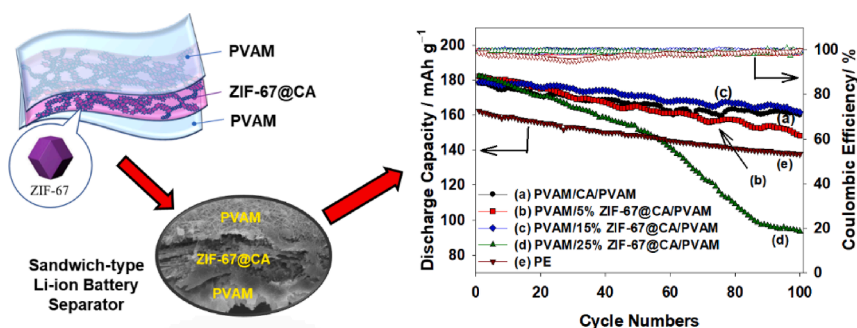 PVAM
ZIF-67@CA
PVAM
ZIF-67
PVAM
ZIF-67@CA
PVAM
Sandwich-type
Li-ion Battery
Separator
Discharge Capacity / mAh g⁻¹
200
180
160
140
120
100
80
0 20 40 60 80 100
Cycle Numbers
100
80
60
40
20
0
Coulombic Efficiency/ %
(c)
(a)
(b)
(e)
(d)
(a) PVAM/CA/PVAM
(b) PVAM/5% ZIF-67@CA/PVAM
(c) PVAM/15% ZIF-67@CA/PVAM
(d) PVAM/25% ZIF-67@CA/PVAM
(e) PE